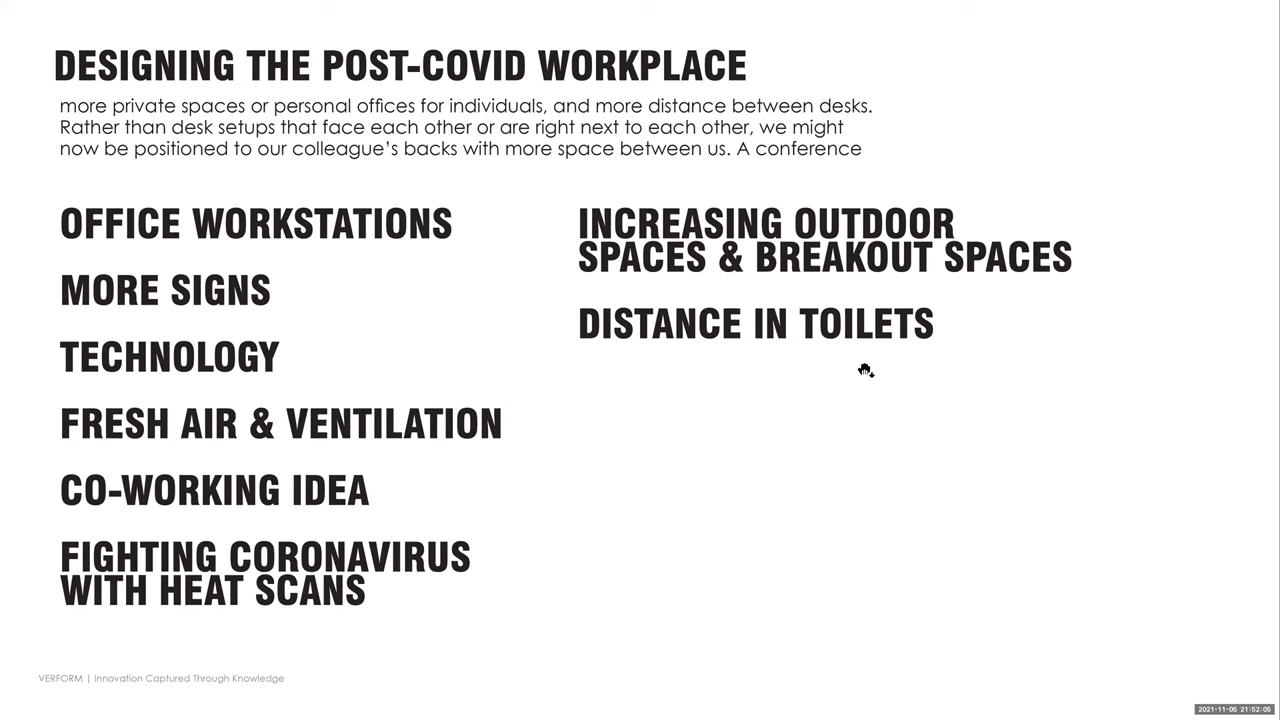 DESIGNING THE POST-COVID WORKPLACE
more private spaces or personal offices for individuals, and more distance between desks.
Rather than desk setups that face each other or are right next to each other, we might
now be positioned to our colleague's backs with more space between us. A conference
OFFICE WORKSTATIONS
MORE SIGNS
TECHNOLOGY
FRESH AIR & VENTILATION
CO-WORKING IDEA
FIGHTING CORONAVIRUS
WITH HEAT SCANS
INCREASING OUTDOOR
SPACES & BREAKOUT SPACES
DISTANCE IN TOILETS
VERFORM | Innovation Captured Through Knowledge
2021-11-05 21:52:05